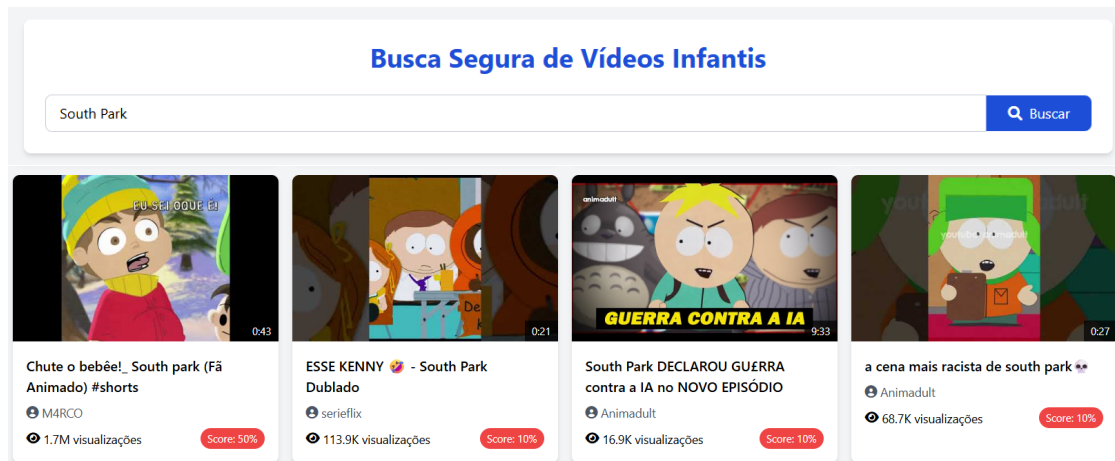 Busca Segura de Vídeos Infantis
South Park
Buscar
EU SEI OQUE É!
0:43
0:21
animadult
GUERRA CONTRA A IA
9:33
youtube animadult
0:27
Chute o bebêe!_ South park (Fã
Animado) #shorts
M4RCO
1.7M visualizações
Score: 50%
ESSE KENNY 🤣 - South Park
Dublado
serieflix
113.9K visualizações
Score: 10%
South Park DECLAROU GU£RRA
contra a IA no NOVO EPISÓDIO
Animadult
16.9K visualizações
Score: 10%
a cena mais racista de south park💀
Animadult
68.7K visualizações
Score: 10%